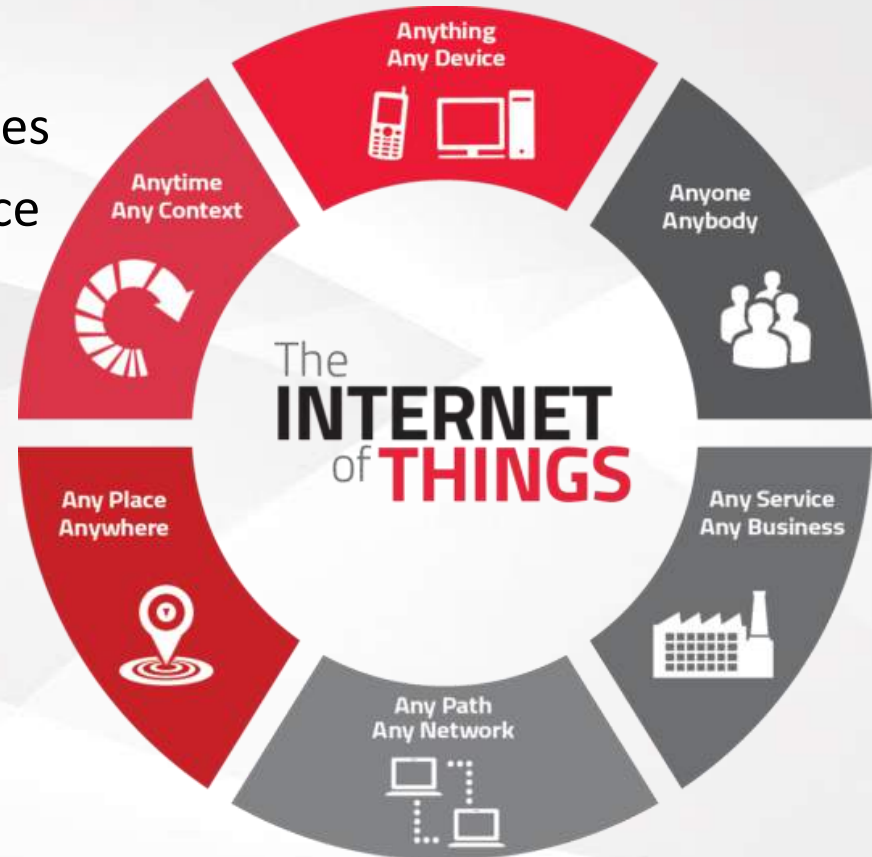 es
ce
Anything
Any Device
Anyone
Anybody
Any Service
Any Business
Any Path
Any Network
Any Place
Anywhere
Anytime
Any Context
The
INTERNET
of THINGS